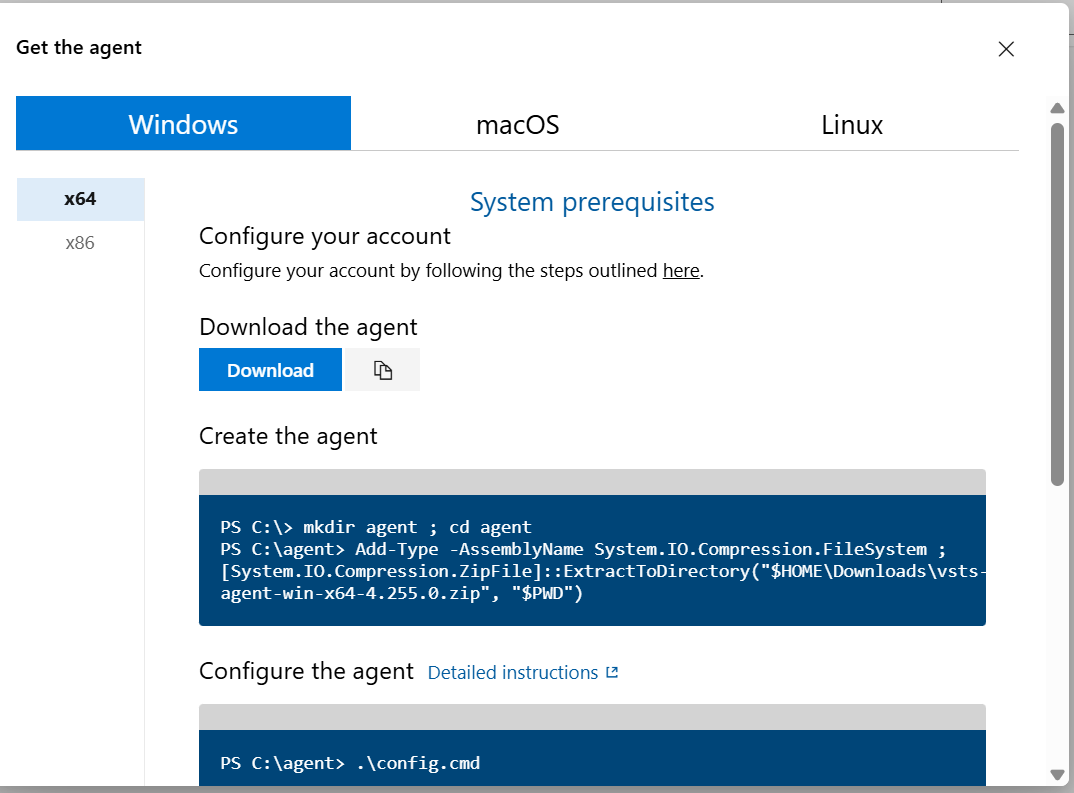 Get the agent
Windows
macOS
Linux
x64
x86
System prerequisites
Configure your account
Configure your account by following the steps outlined here.
Download the agent
Download
Create the agent
PS C:\> mkdir agent ; cd agent
PS C:\agent> Add-Type -AssemblyName System.IO.Compression.FileSystem ;
[System.IO.Compression.ZipFile]::ExtractToDirectory("$HOME\Downloads\vsts-
agent-win-x64-4.255.0.zip", "$PWD")
Configure the agent Detailed instructions
PS C:\agent> .\config.cmd